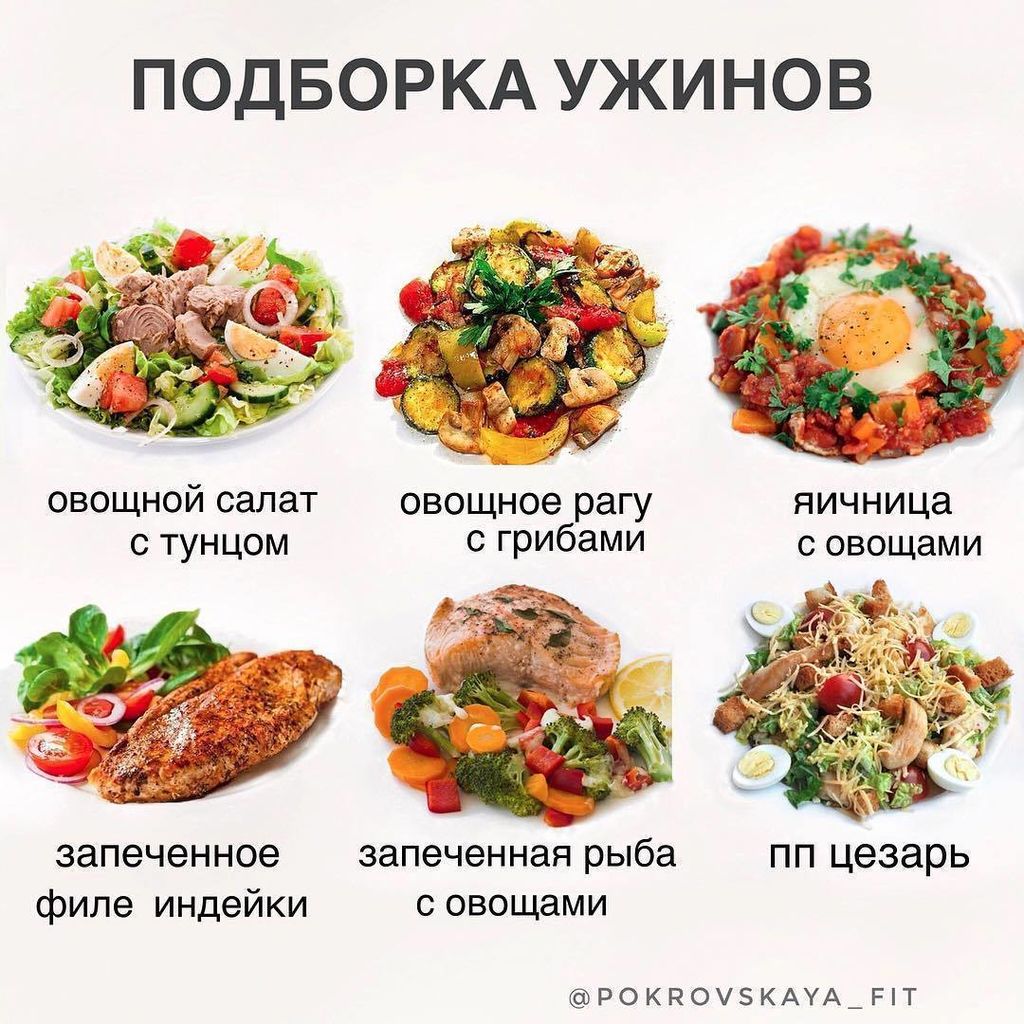 ПОДБОРКА УЖИНОВ
овощной салат
с тунцом
овощное рагу
с грибами
яичница
с овощами
запеченное
филе индейки
запеченная рыба
с овощами
пп цезарь
@POKROVSKAYA_FIT